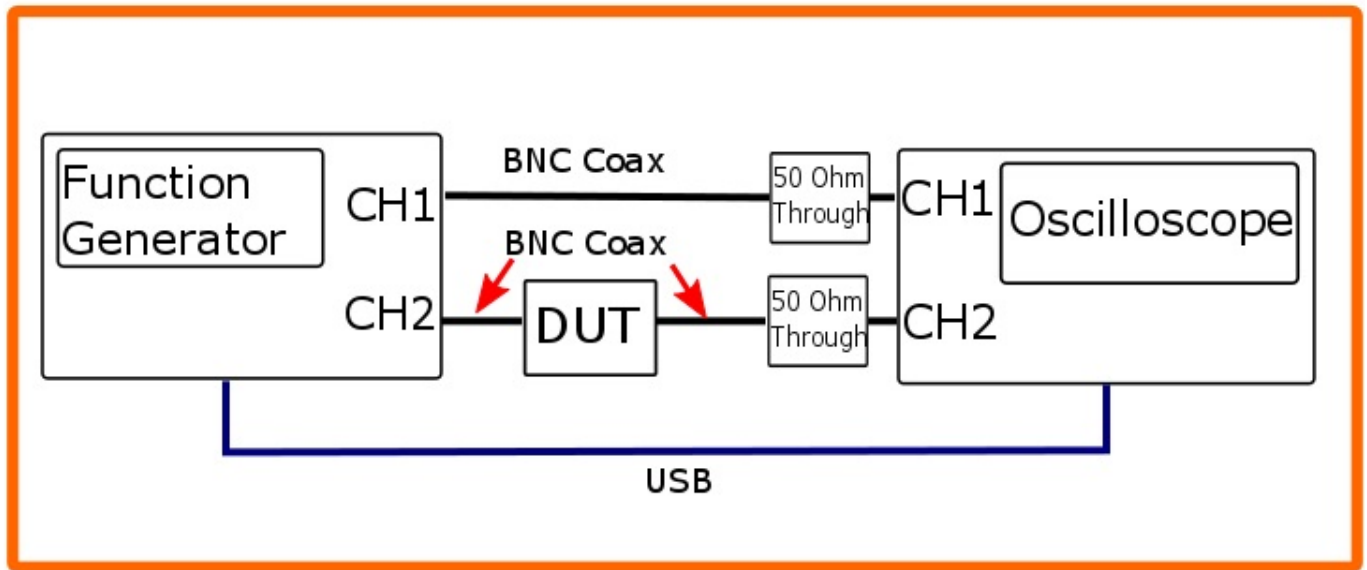 Function
Generator
CH1
CH2
BNC Coax
BNC Coax
DUT
50 Ohm
Through
50 Ohm
Through
CH1
CH2
Oscilloscope
USB